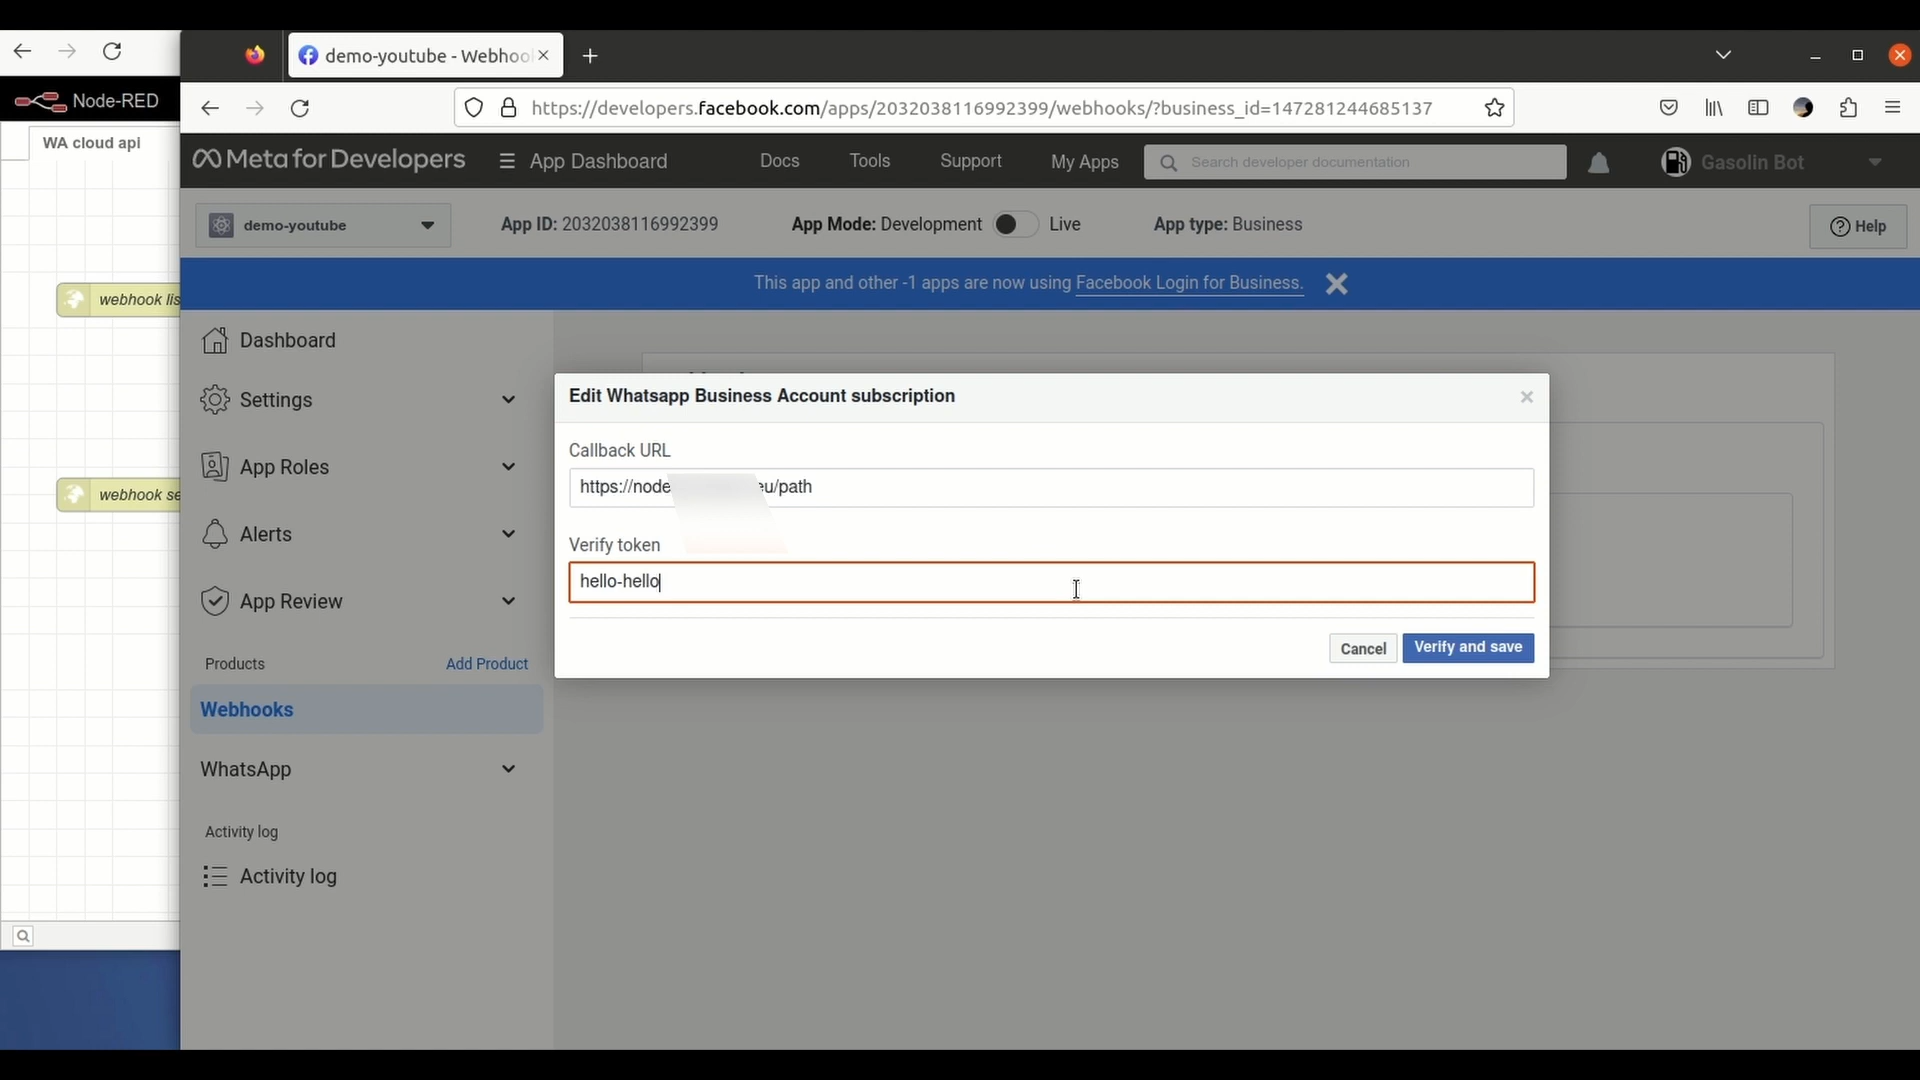 demo-youtube - Webhoo
https://developers.facebook.com/apps/2032038116992399/webhooks/?business_id=147281244685137
Node-RED
WA cloud api
webhook lis
webhook se
Meta for Developers
App Dashboard
Docs
Tools
Support
My Apps
Search developer documentation
Gasolin Bot
demo-youtube
App ID: 2032038116992399
App Mode: Development
Live
App type: Business
Help
This app and other -1 apps are now using Facebook Login for Business.
Dashboard
Settings
App Roles
Alerts
App Review
Products
Add Product
Webhooks
WhatsApp
Activity log
Activity log
Edit Whatsapp Business Account subscription
Callback URL
https://node eu/path
Verify token
hello-hello
Cancel
Verify and save